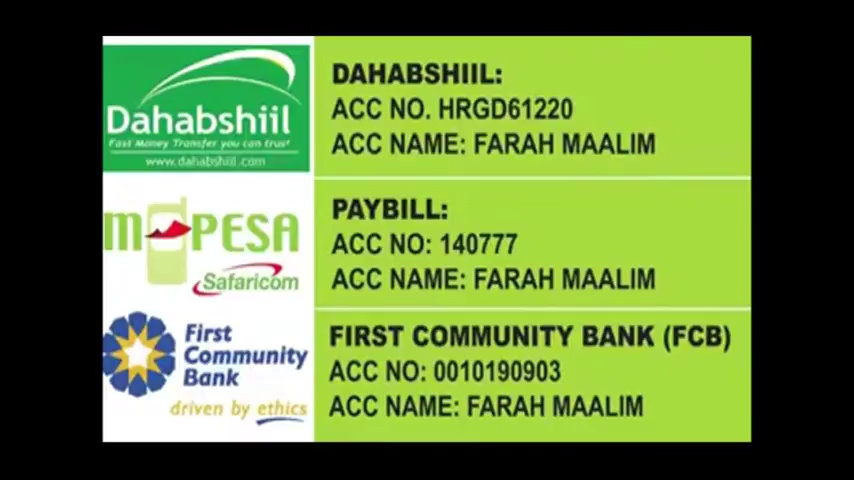 Dahabshiil
Fast Money Transfer you can trust
www.dahabshiil.com
DAHABSHIIL:
ACC NO. HRGD61220
ACC NAME: FARAH MAALIM
M PESA
Safaricom
PAYBILL:
ACC NO: 140777
ACC NAME: FARAH MAALIM
First
Community
Bank
driven by ethics
FIRST COMMUNITY BANK (FCB)
ACC NO: 0010190903
ACC NAME: FARAH MAALIM